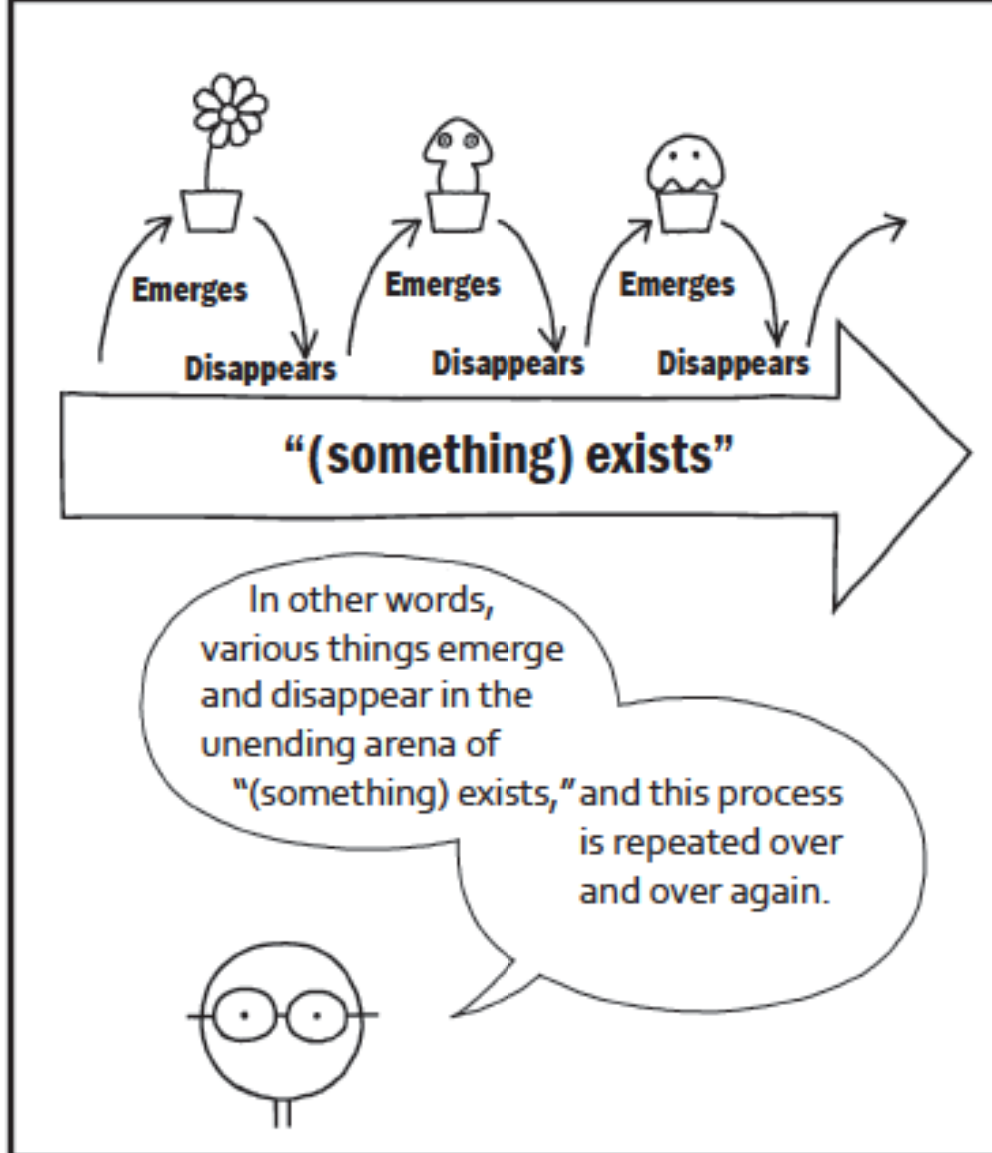 Emerges
Disappears
Emerges
Disappears
Emerges
Disappears
“(something) exists”
In other words,
various things emerge
and disappear in the
unending arena of
“(something) exists,” and this process
is repeated over
and over again.